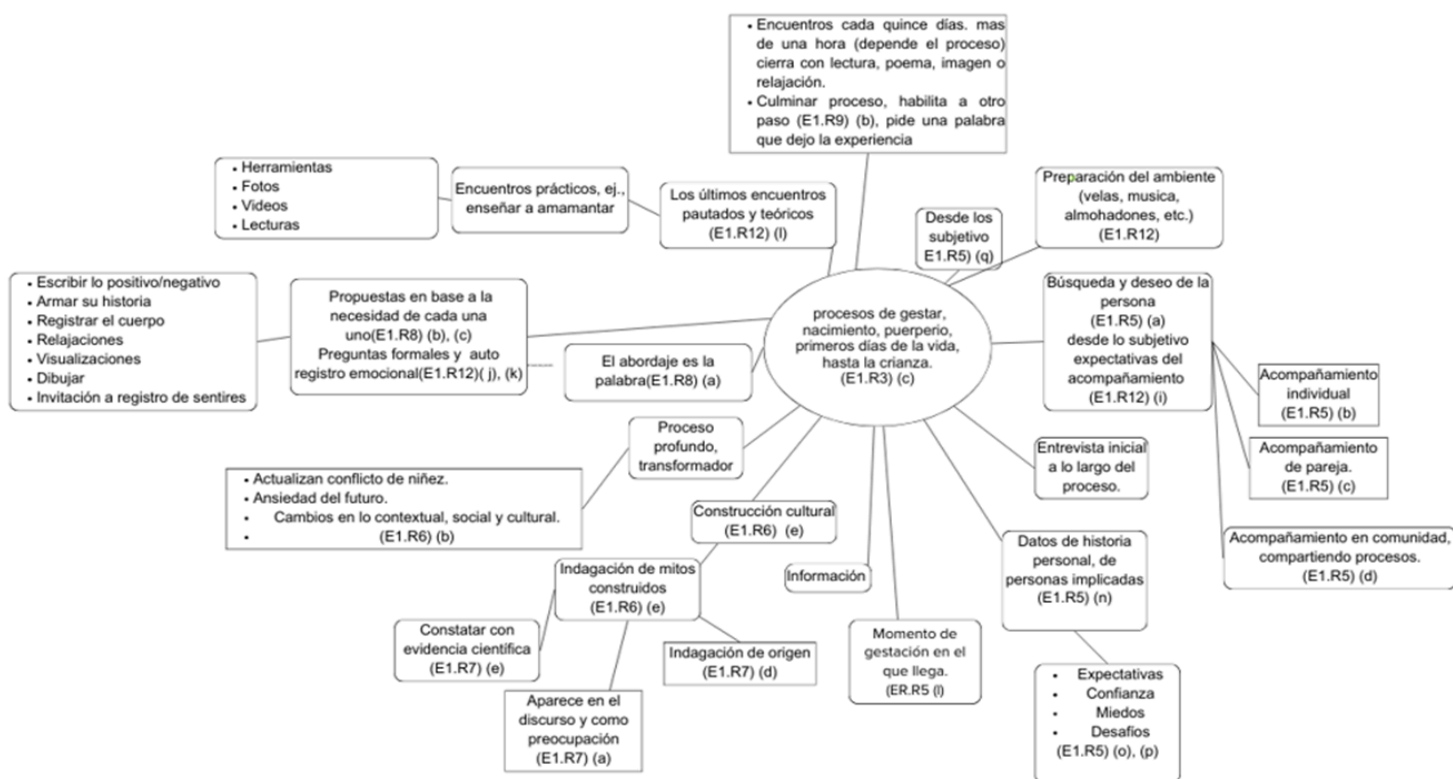 • Encuentros cada quince días. mas
de una hora (depende el proceso)
cierra con lectura, poema, imagen o
relajación.
• Culminar proceso, habilita a otro
paso (E1.R9) (b), pide una palabra
que dejo la experiencia
• Herramientas
• Fotos
• Videos
• Lecturas
Encuentros prácticos, ej.,
enseñar a amamantar
Los últimos encuentros
pautados y teóricos
(E1.R12) (l)
Desde los
subjetivo
E1.R5) (q)
Preparación del ambiente
(velas, musica,
almohadones, etc.)
(E1.R12)
• Escribir lo positivo/negativo
• Armar su historia
• Registrar el cuerpo
• Relajaciones
• Visualizaciones
• Dibujar
• Invitación a registro de sentires
Propuestas en base a la
necesidad de cada una
uno(E1.R8) (b), (c)
Preguntas formales y auto
registro emocional(E1.R12)( j), (k)
El abordaje es la
palabra(E1.R8) (a)
procesos de gestar,
nacimiento, puerperio,
primeros días de la vida,
hasta la crianza.
(E1.R3) (c)
Búsqueda y deseo de la
persona
(E1.R5) (a)
desde lo subjetivo
expectativas del
acompañamiento
(E1.R12) (i)
Acompañamiento
individual
(E1.R5) (b)
Acompañamiento
de pareja.
(E1.R5) (c)
Acompañamiento en comunidad,
compartiendo procesos.
(E1.R5) (d)
Proceso
profundo,
transformador
• Actualizan conflicto de niñez.
• Ansiedad del futuro.
• Cambios en lo contextual, social y cultural.
• (E1.R6) (b)
Entrevista inicial
a lo largo del
proceso.
Construcción cultural
(E1.R6) (e)
Indagación de mitos
construidos
(E1.R6) (e)
Constatar con
evidencia científica
(E1.R7) (e)
Aparece en el
discurso y como
preocupación
(E1.R7) (a)
Indagación de origen
(E1.R7) (d)
Información
Momento de
gestación en el
que llega.
(ER.R5 (l)
Datos de historia
personal, de
personas implicadas
(E1.R5) (n)
• Expectativas
• Confianza
• Miedos
• Desafíos
(E1.R5) (o), (p)